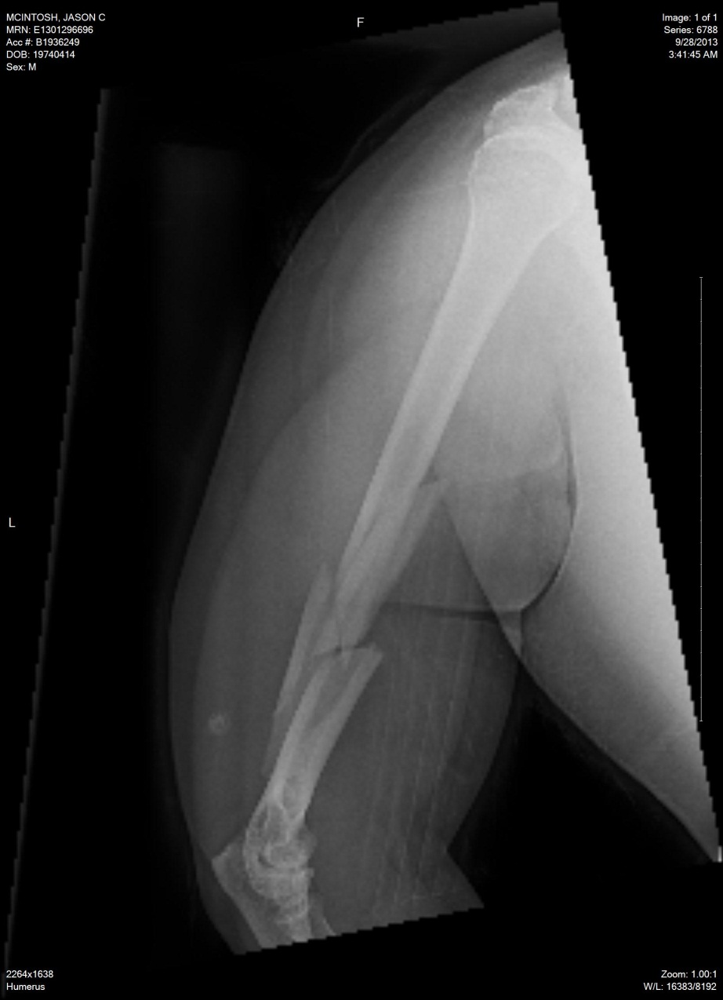 MCINTOSH, JASON C
MRN: E1301296696
Acc #: B1936249
DOB: 19740414
Sex: M
F
Image: 1 of 1
Series: 6788
9/28/2013
3:41:45 AM
L
2264x1638
Humerus
Zoom: 1.00:1
W/L: 16383/8192